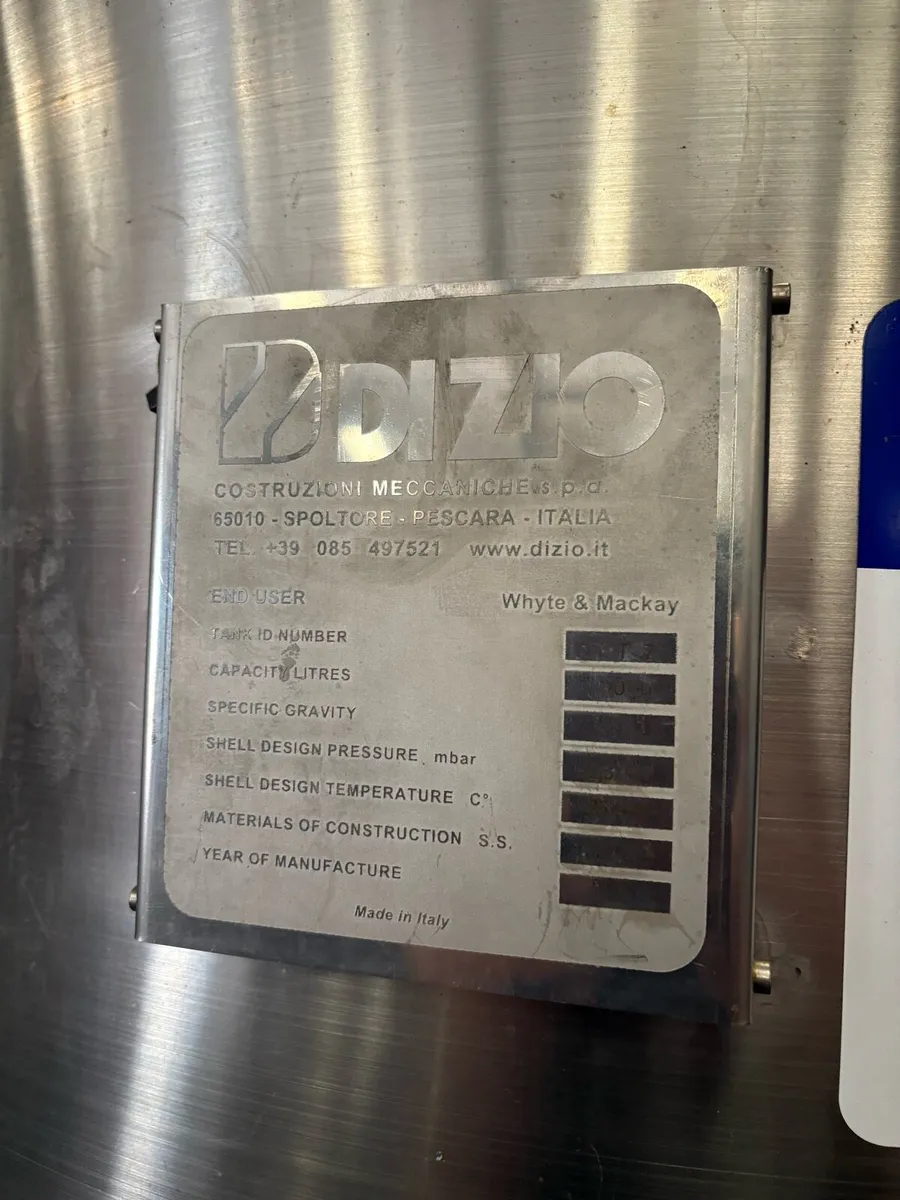 DIZIO
COSTRUZIONI MECCANICHE s.p.a.
65010 - SPOLTORE - PESCARA - ITALIA
TEL. +39 085 497521 www.dizio.it
END USER Whyte & Mackay
TANK ID NUMBER
CAPACITY LITRES
SPECIFIC GRAVITY
SHELL DESIGN PRESSURE mbar
SHELL DESIGN TEMPERATURE C°
MATERIALS OF CONSTRUCTION S.S.
YEAR OF MANUFACTURE
Made in Italy